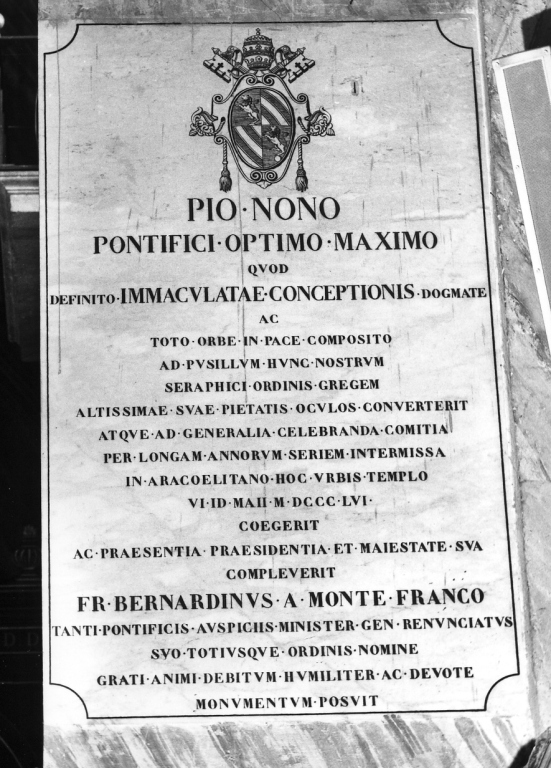 PIO·NONO
PONTIFICI·OPTIMO·MAXIMO
QVOD
DEFINITO·IMMACVLATAE·CONCEPTIONIS·DOGMATE
AC
TOTO·ORBE·IN·PACE·COMPOSITO
AD·PVSILLVM·HVNC·NOSTRVM
SERAPHICI·ORDINIS·GREGEM
ALTISSIMAE·SVAE·PIETATIS·OCVLOS·CONVERTERIT
ATQVE·AD·GENERALIA·CELEBRANDA·COMITIA
PER·LONGAM·ANNORVM·SERIEM·INTERMISSA
IN·ARACOELITANO·HOC·VRBIS·TEMPLO
VI·ID·MAII·M·DCCC·LVI·
COEGERIT
AC·PRAESENTIA·PRAESIDENTIA·ET·MAIESTATE·SVA
COMPLEVERIT
FR·BERNARDINVS·A·MONTE·FRANCO
TANTI·PONTIFICIS·AVSPICIIS·MINISTER·GEN·RENVNCIATVS
SVO·TOTIVSQVE·ORDINIS·NOMINE
GRATI·ANIMI·DEBITVM·HVMILITER·AC·DEVOTE
MONVMENTVM·POSVIT